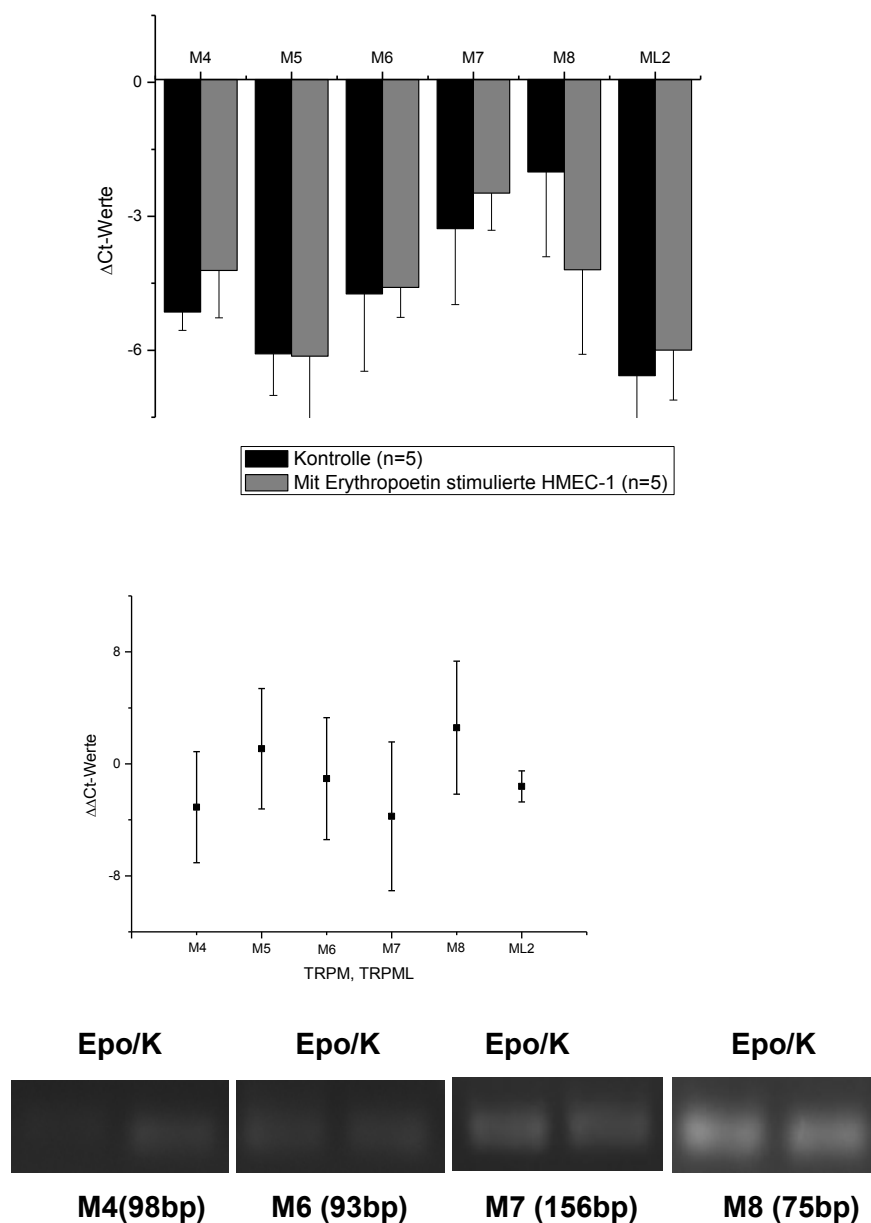 M4 M5 M6 M7 M8 ML2
0
-3
-6
ΔCt-Werte
Kontrolle (n=5)
Mit Erythropoetin stimulierte HMEC-1 (n=5)
8
0
-8
ΔΔCt-Werte
M4 M5 M6 M7 M8 ML2
TRPM, TRPML
Epo/K Epo/K Epo/K Epo/K
M4(98bp) M6 (93bp) M7 (156bp) M8 (75bp)